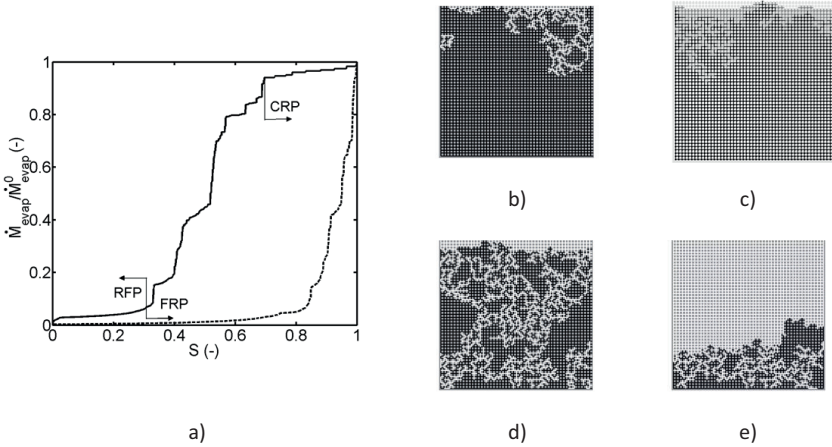 Ṁevap/Ṁ⁰evap (-)
1
0.8
0.6
0.4
0.2
0
CRP
RFP
FRP
0 0.2 0.4 0.6 0.8 1
S (-)
a)
b)
c)
d)
e)